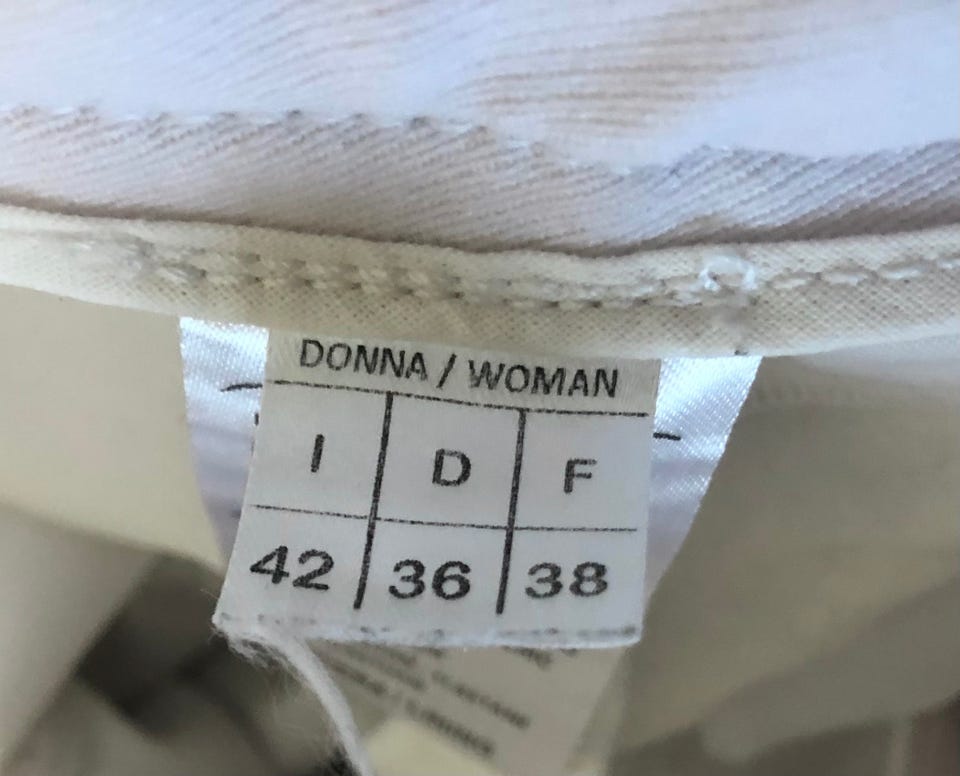 DONNA / WOMAN
I D F
42 36 38